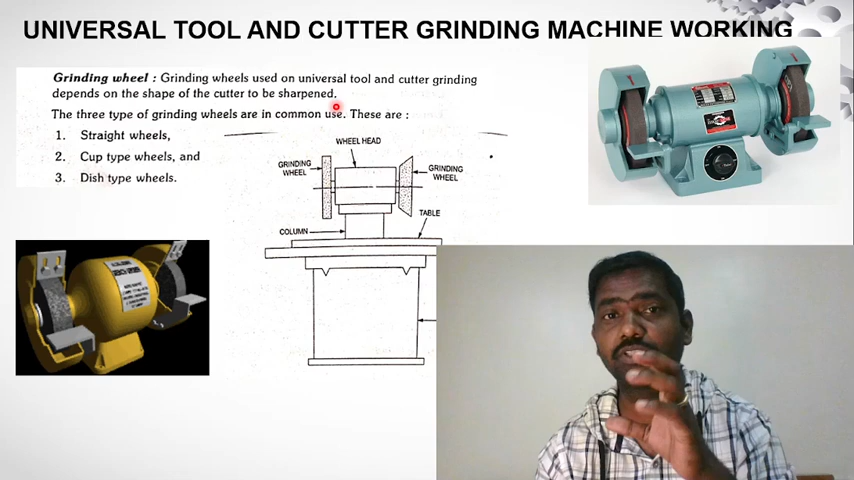 UNIVERSAL TOOL AND CUTTER GRINDING MACHINE WORKING
Grinding wheel : Grinding wheels used on universal tool and cutter grinding
depends on the shape of the cutter to be sharpened.
The three type of grinding wheels are in common use. These are :
1. Straight wheels,
2. Cup type wheels, and
3. Dish type wheels.
WHEEL HEAD
GRINDING
WHEEL
GRINDING
WHEEL
TABLE
COLUMN